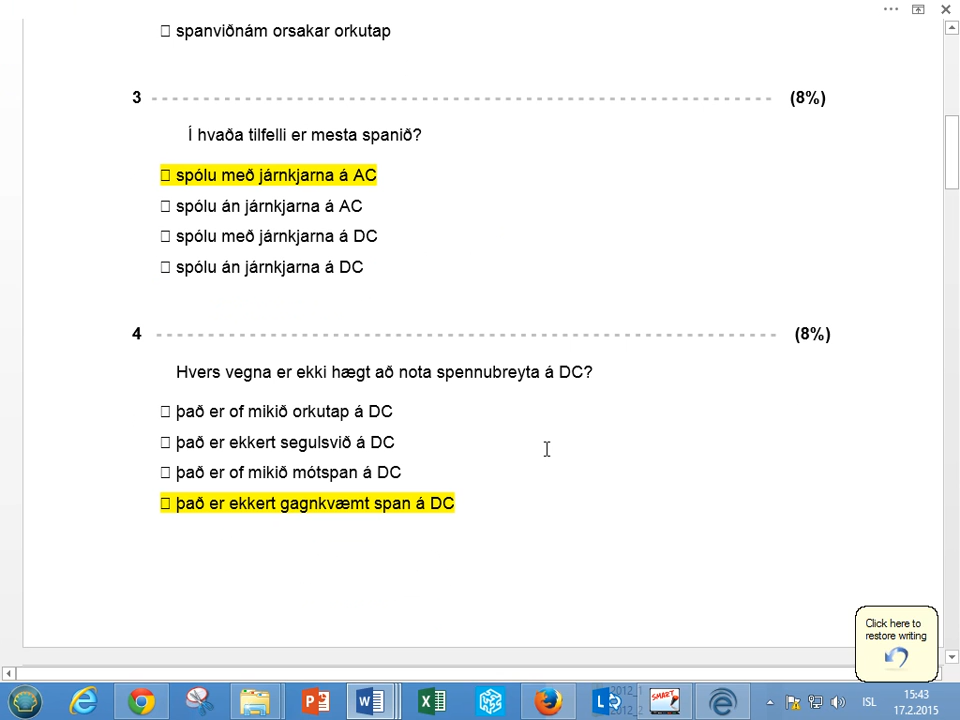 □ spanviðnám orsakar orkutap
3 (8%)
Í hvaða tilfelli er mesta spanið?
□ spólu með járnkjarna á AC
□ spólu án járnkjarna á AC
□ spólu með járnkjarna á DC
□ spólu án járnkjarna á DC
4 (8%)
Hvers vegna er ekki hægt að nota spennubreyta á DC?
□ það er of mikið orkutap á DC
□ það er ekkert segulsvið á DC
□ það er of mikið mótspan á DC
□ það er ekkert gagnkvæmt span á DC
Click here to
restore writing
2012_1
2012_2
SMART
ISL
15:43
17.2.2015